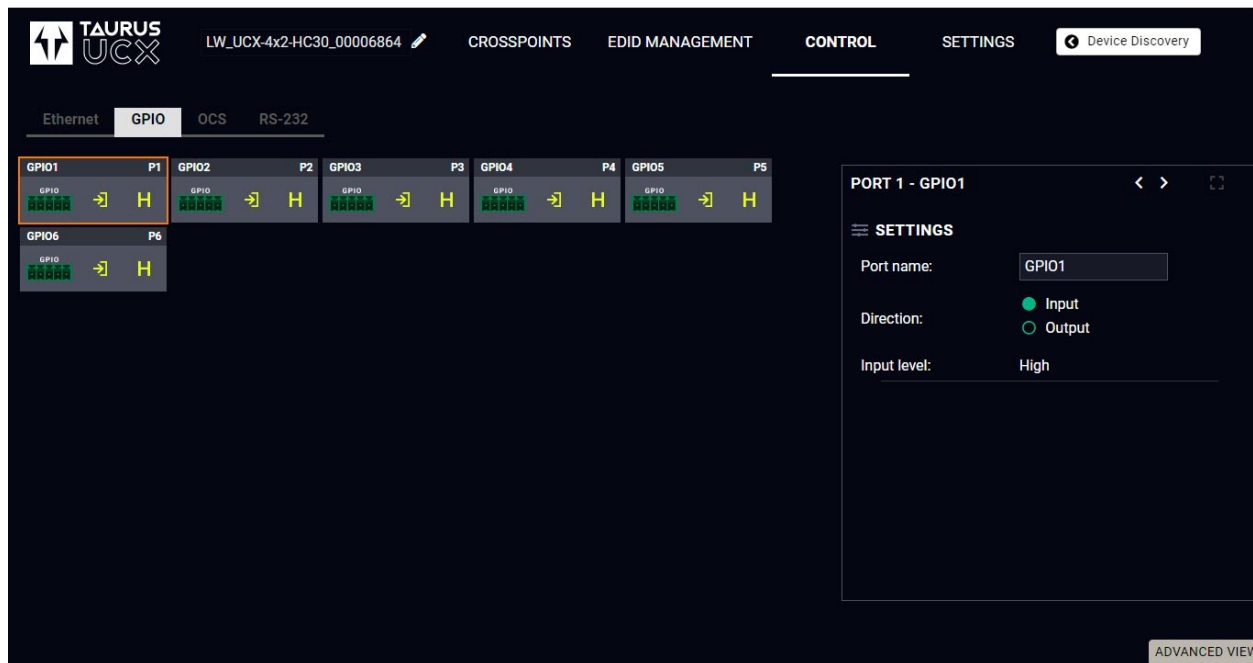 TAURUS
UCX
LW_UCX-4x2-HC30_00006864
CROSSPOINTS
EDID MANAGEMENT
CONTROL
SETTINGS
Device Discovery
Ethernet
GPIO
OCS
RS-232
GPIO1 P1
GPIO2 P2
GPIO3 P3
GPIO4 P4
GPIO5 P5
GPIO H
GPIO H
GPIO H
GPIO H
GPIO H
GPIO6 P6
GPIO H
PORT 1 - GPIO1
SETTINGS
Port name: GPIO1
Direction:
Input
Output
Input level: High
ADVANCED VIEW